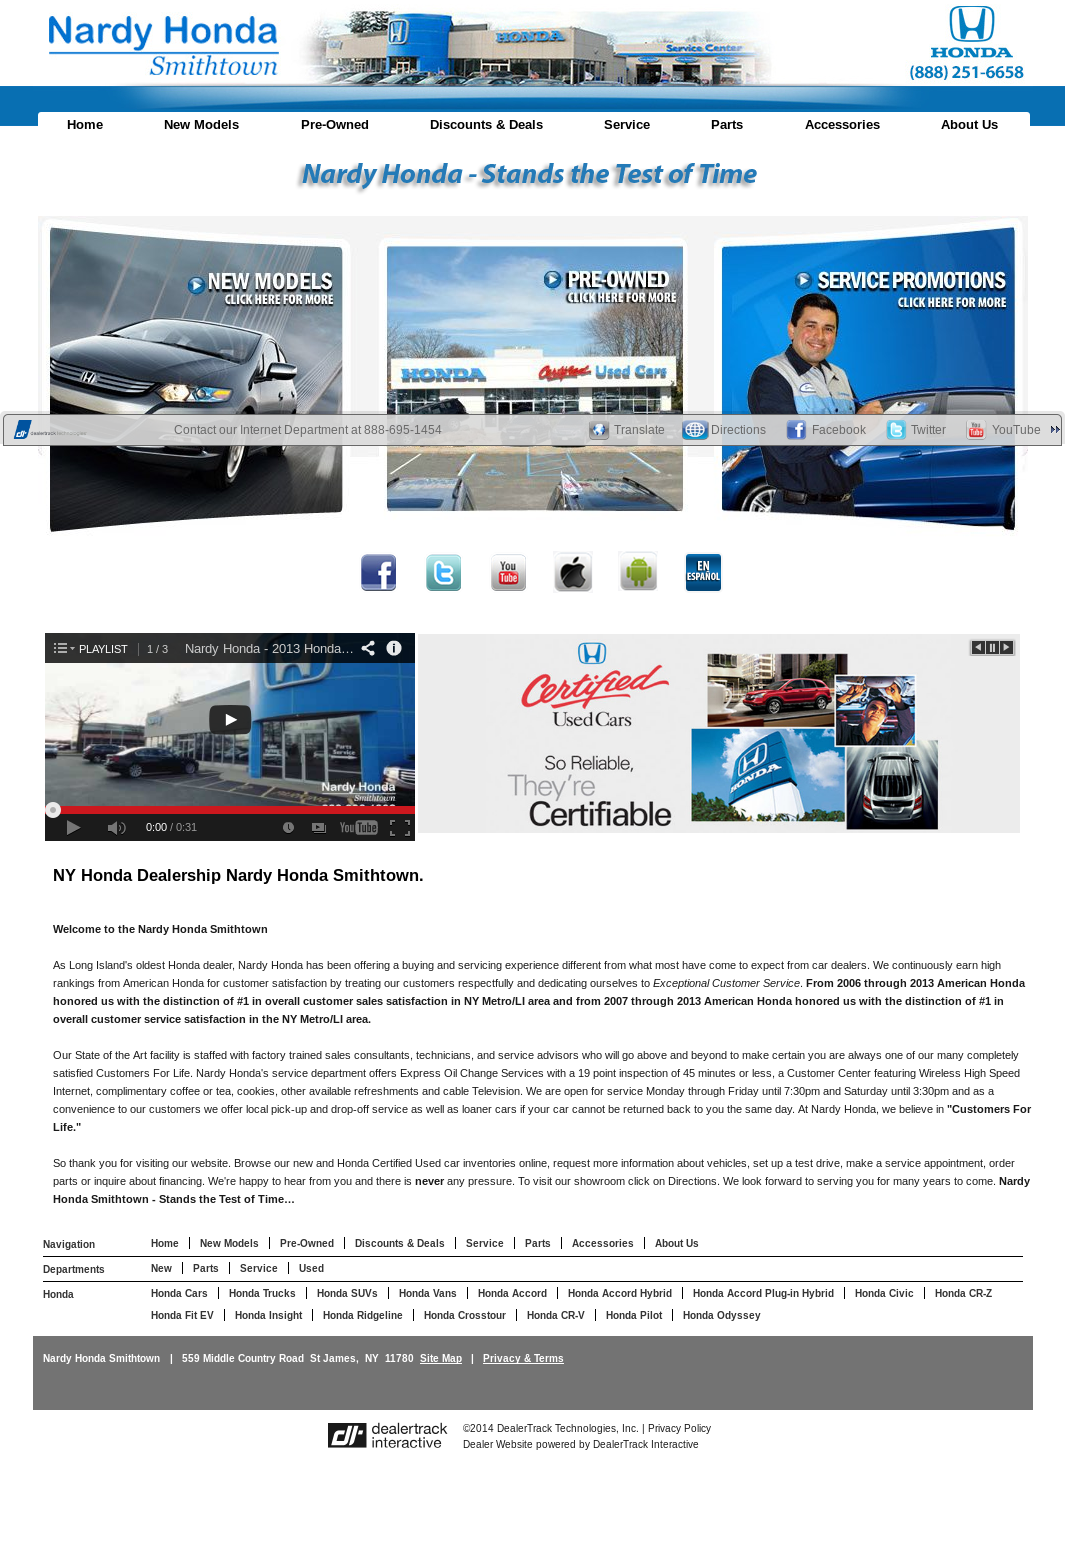 Nardy Honda
Smithtown
HONDA
Service Center
HONDA
(888) 251-6658
Home New Models Pre-Owned Discounts & Deals Service Parts Accessories About Us
Nardy Honda - Stands the Test of Time
NEW MODELS
CLICK HERE FOR MORE
PRE-OWNED
CLICK HERE FOR MORE
SERVICE PROMOTIONS
CLICK HERE FOR MORE
HONDA Certified Used Cars
dealertrack technologies Contact our Internet Department at 888-695-1454 Translate Directions Facebook Twitter YouTube
You Tube
EN ESPAÑOL
PLAYLIST 1 / 3 Nardy Honda - 2013 Honda…
Parts
Service
Nardy Honda
Smithtown
0:00 / 0:31 YouTube
Certified
Used Cars
So Reliable,
They're
Certifiable
HONDA
NY Honda Dealership Nardy Honda Smithtown.
Welcome to the Nardy Honda Smithtown
As Long Island's oldest Honda dealer, Nardy Honda has been offering a buying and servicing experience different from what most have come to expect from car dealers. We continuously earn high
rankings from American Honda for customer satisfaction by treating our customers respectfully and dedicating ourselves to Exceptional Customer Service. From 2006 through 2013 American Honda
honored us with the distinction of #1 in overall customer sales satisfaction in NY Metro/LI area and from 2007 through 2013 American Honda honored us with the distinction of #1 in
overall customer service satisfaction in the NY Metro/LI area.
Our State of the Art facility is staffed with factory trained sales consultants, technicians, and service advisors who will go above and beyond to make certain you are always one of our many completely
satisfied Customers For Life. Nardy Honda's service department offers Express Oil Change Services with a 19 point inspection of 45 minutes or less, a Customer Center featuring Wireless High Speed
Internet, complimentary coffee or tea, cookies, other available refreshments and cable Television. We are open for service Monday through Friday until 7:30pm and Saturday until 3:30pm and as a
convenience to our customers we offer local pick-up and drop-off service as well as loaner cars if your car cannot be returned back to you the same day. At Nardy Honda, we believe in "Customers For
Life."
So thank you for visiting our website. Browse our new and Honda Certified Used car inventories online, request more information about vehicles, set up a test drive, make a service appointment, order
parts or inquire about financing. We're happy to hear from you and there is never any pressure. To visit our showroom click on Directions. We look forward to serving you for many years to come. Nardy
Honda Smithtown - Stands the Test of Time…
Navigation Home New Models Pre-Owned Discounts & Deals Service Parts Accessories About Us
Departments New Parts Service Used
Honda Honda Cars Honda Trucks Honda SUVs Honda Vans Honda Accord Honda Accord Hybrid Honda Accord Plug-in Hybrid Honda Civic Honda CR-Z
Honda Fit EV Honda Insight Honda Ridgeline Honda Crosstour Honda CR-V Honda Pilot Honda Odyssey
Nardy Honda Smithtown | 559 Middle Country Road St James, NY 11780 Site Map | Privacy & Terms
dealertrack
interactive
©2014 DealerTrack Technologies, Inc. | Privacy Policy
Dealer Website powered by DealerTrack Interactive